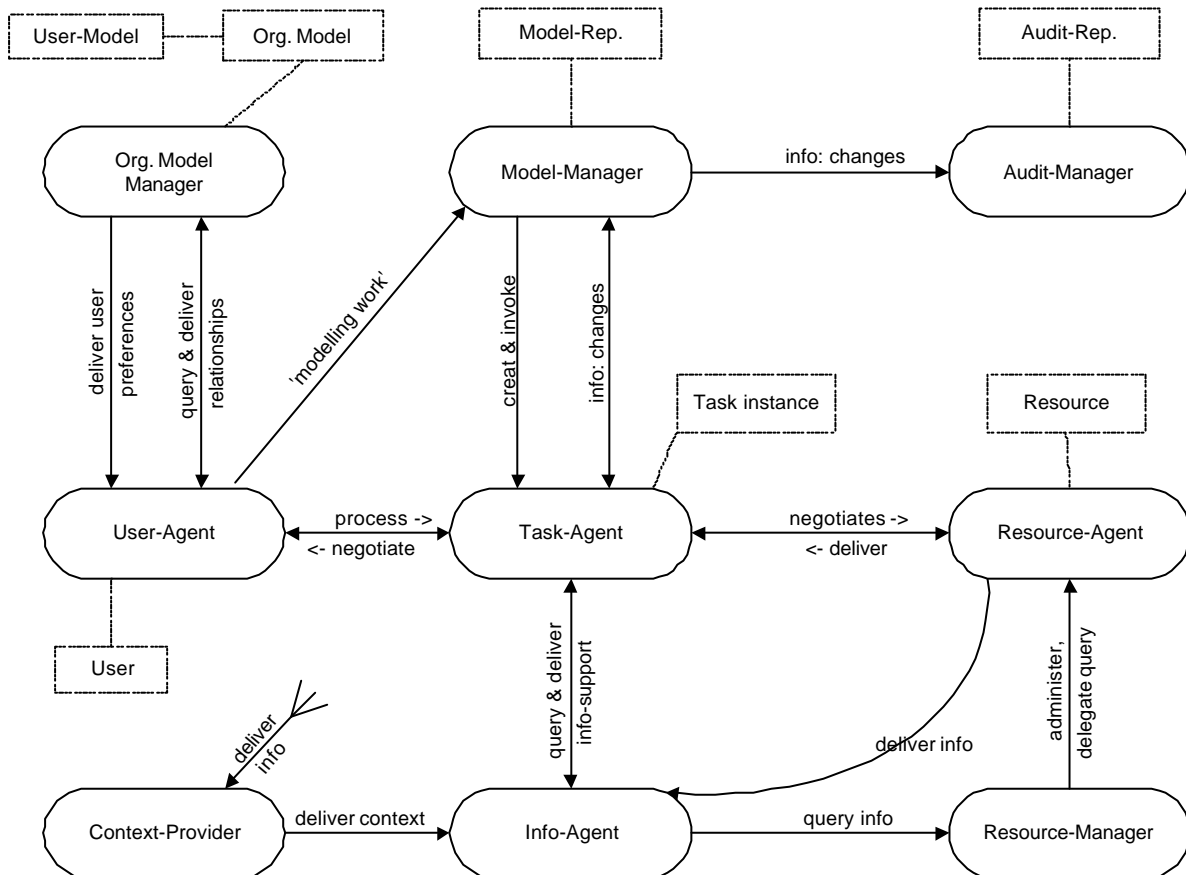 User-Model
Org. Model
Model-Rep.
Audit-Rep.
Org. Model
Manager
Model-Manager
info: changes
Audit-Manager
deliver user
preferences
query & deliver
relationships
'modelling work'
creat & invoke
info: changes
Task instance
Resource
User-Agent
process ->
<- negotiate
Task-Agent
negotiates ->
<- deliver
Resource-Agent
User
deliver
info
query & deliver
info-support
deliver info
administer,
delegate query
Context-Provider
deliver context
Info-Agent
query info
Resource-Manager